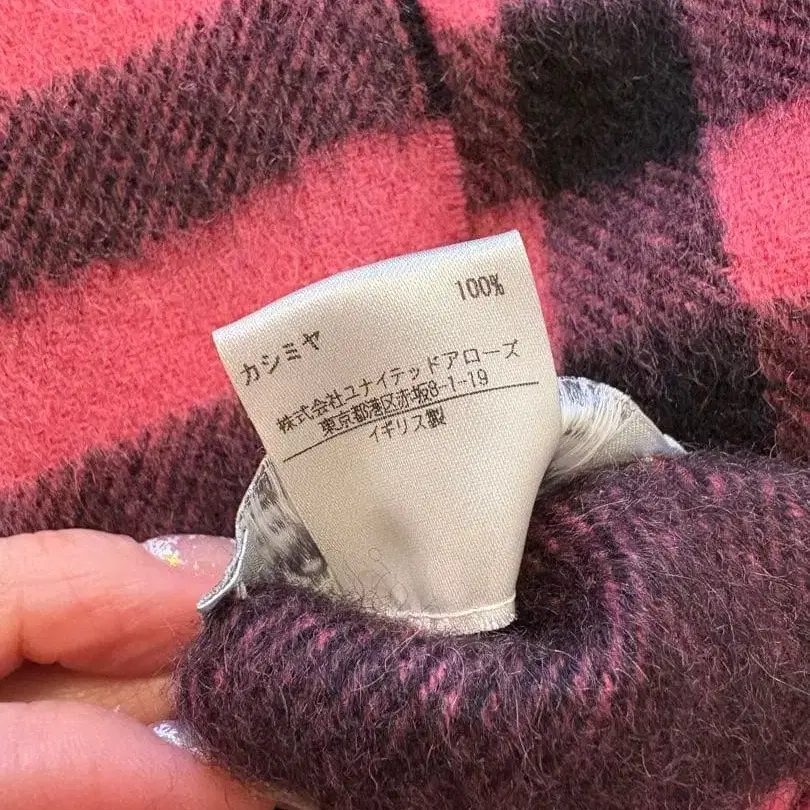 カシミヤ 100%
株式会社ユナイテッドアローズ
東京都港区赤坂8-1-19
イギリス製